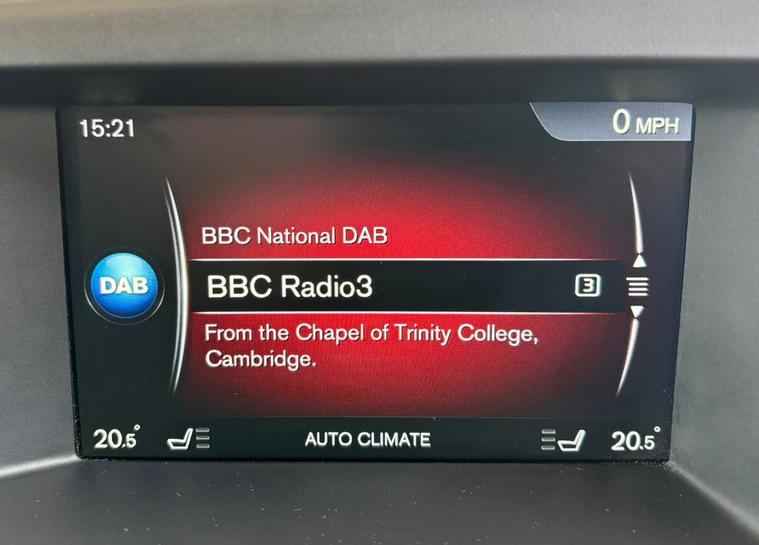 15:21
0 MPH
BBC National DAB
DAB
BBC Radio3
3
From the Chapel of Trinity College,
Cambridge.
20.5°
AUTO CLIMATE
20.5°